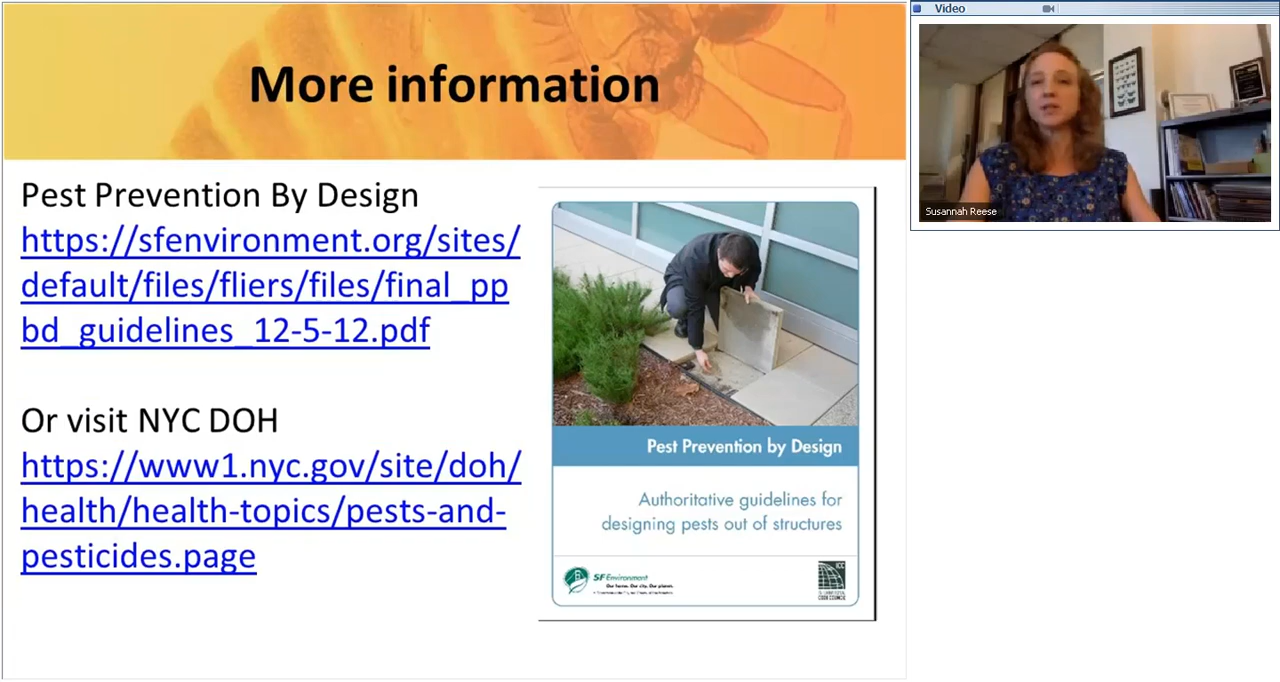 More information
Pest Prevention By Design
https://sfenvironment.org/sites/
default/files/fliers/files/final_pp
bd_guidelines_12-5-12.pdf
Or visit NYC DOH
https://www1.nyc.gov/site/doh/
health/health-topics/pests-and-
pesticides.page
Pest Prevention by Design
Authoritative guidelines for
designing pests out of structures
SF Environment
Our home. Our city. Our planet.
ICC
Video
Susannah Reese